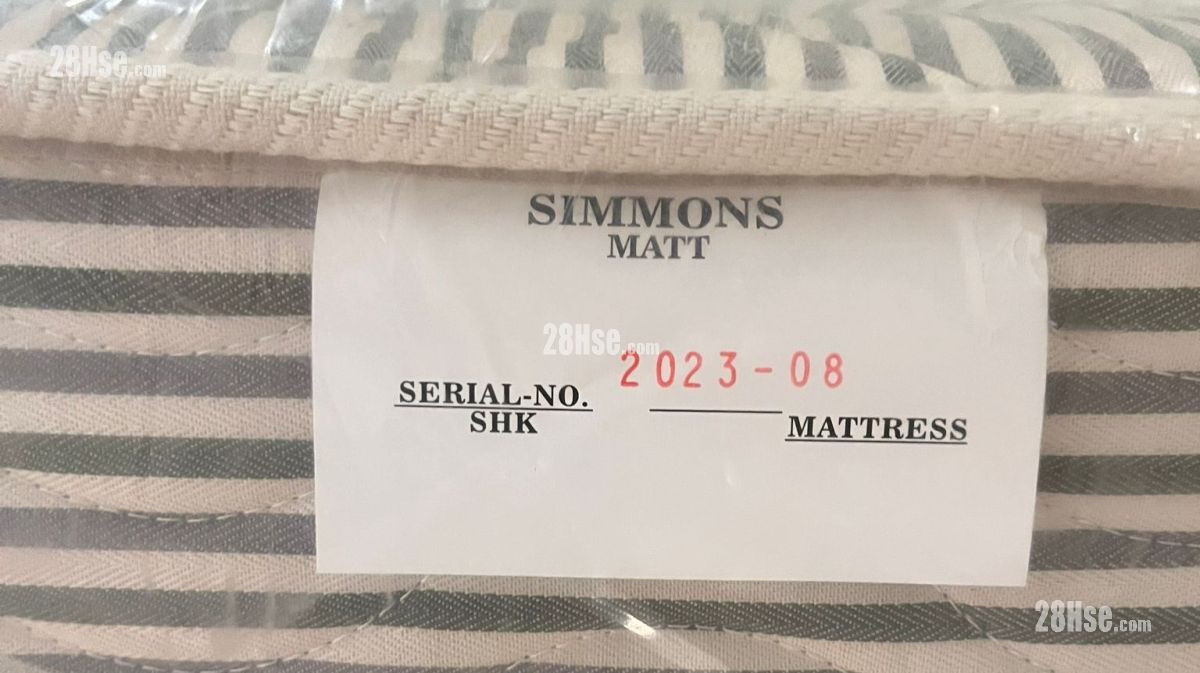 28Hse.com
SIMMONS
MATT
28Hse.com
2023-08
SERIAL-NO.
SHK
MATTRESS
28Hse.com